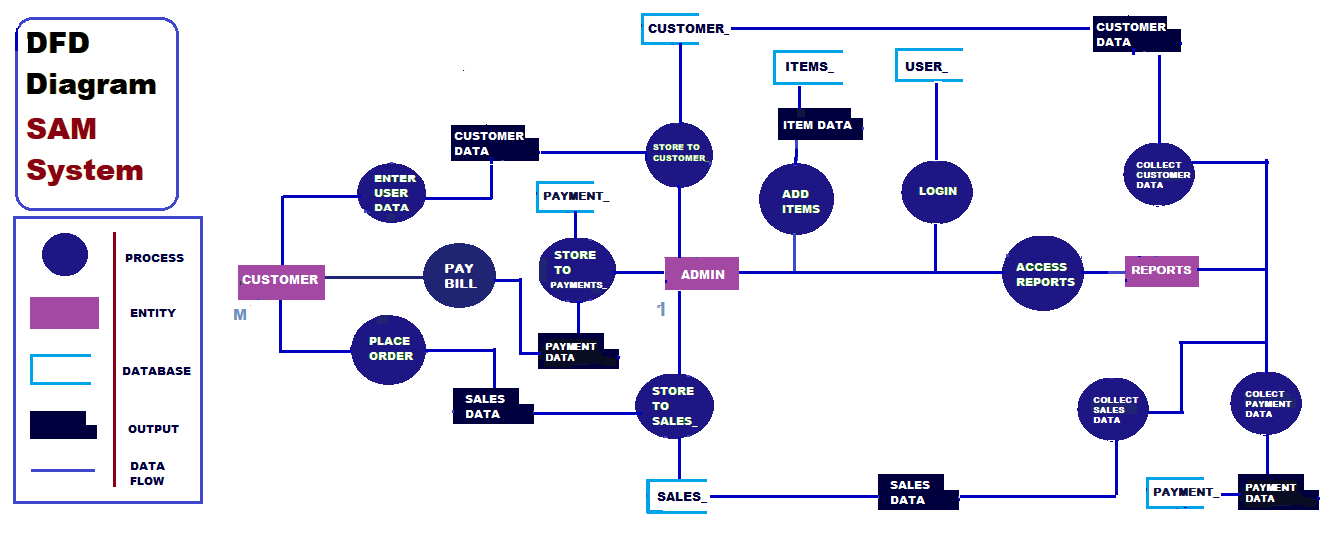 DFD
Diagram
SAM
System
PROCESS
ENTITY
DATABASE
OUTPUT
DATA
FLOW
CUSTOMER_
CUSTOMER
DATA
ITEMS_
USER_
ITEM DATA
CUSTOMER
DATA
STORE TO
CUSTOMER_
COLLECT
CUSTOMER
DATA
ENTER
USER
DATA
PAYMENT_
ADD
ITEMS
LOGIN
CUSTOMER
M
PAY
BILL
STORE
TO
PAYMENTS_
ADMIN
1
ACCESS
REPORTS
REPORTS
PLACE
ORDER
PAYMENT
DATA
SALES
DATA
STORE
TO
SALES_
COLLECT
SALES
DATA
COLECT
PAYMENT
DATA
SALES_
SALES
DATA
PAYMENT_
PAYMENT
DATA